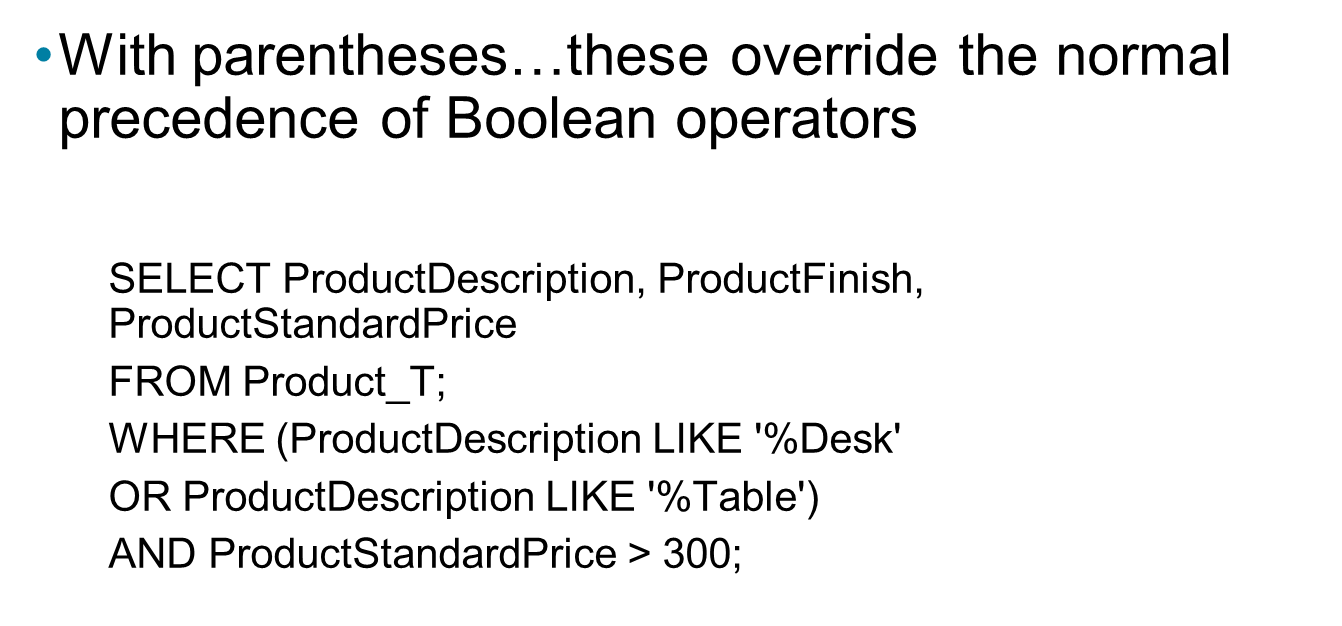 •With parentheses…these override the normal
precedence of Boolean operators
SELECT ProductDescription, ProductFinish,
ProductStandardPrice
FROM Product_T;
WHERE (ProductDescription LIKE '%Desk'
OR ProductDescription LIKE '%Table')
AND ProductStandardPrice > 300;